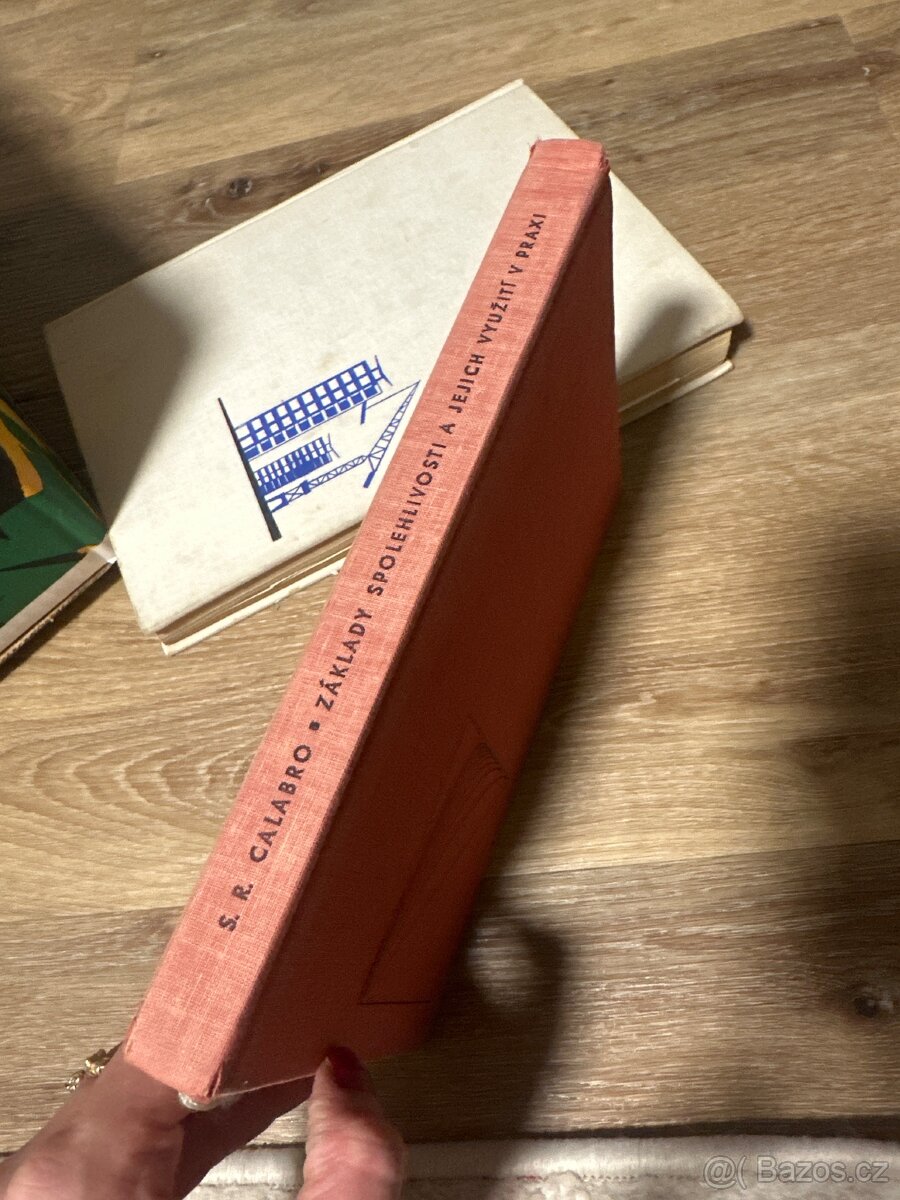 S. R. CALABRO ▪ ZÁKLADY SPOLEHLIVOSTI A JEJICH VYUŽITÍ V PRAXI
@( Bazos.cz